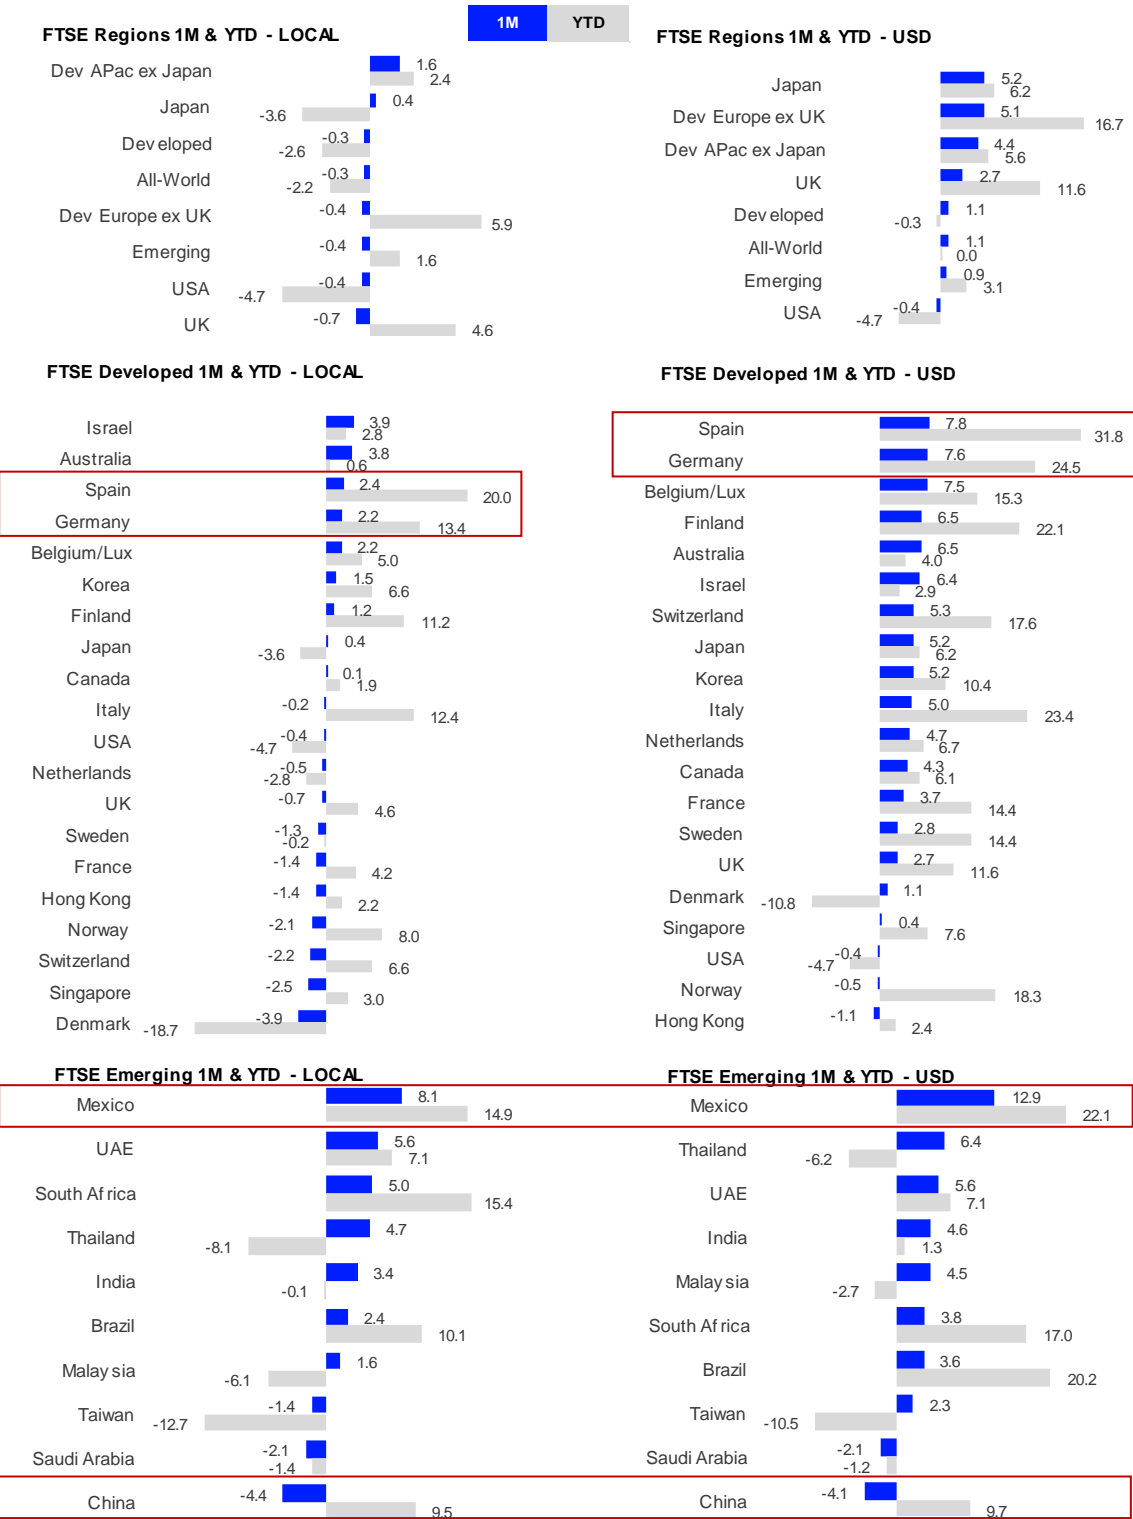 1M YTD
FTSE Regions 1M & YTD - LOCAL
Dev APac ex Japan 1.6 2.4
Japan 0.4 -3.6
Developed -0.3 -2.6
All-World -0.3 -2.2
Dev Europe ex UK -0.4 5.9
Emerging -0.4 1.6
USA -0.4 -4.7
UK -0.7 4.6
FTSE Regions 1M & YTD - USD
Japan 5.2 6.2
Dev Europe ex UK 5.1 16.7
Dev APac ex Japan 4.4 5.6
UK 2.7 11.6
Developed 1.1 -0.3
All-World 1.1 0.0
Emerging 0.9 3.1
USA -0.4 -4.7
FTSE Developed 1M & YTD - LOCAL
Israel 3.9 2.8
Australia 3.8 0.6
Spain 2.4 20.0
Germany 2.2 13.4
Belgium/Lux 2.2 5.0
Korea 1.5 6.6
Finland 1.2 11.2
Japan 0.4 -3.6
Canada 0.1 1.9
Italy -0.2 12.4
USA -0.4 -4.7
Netherlands -0.5 -2.8
UK -0.7 4.6
Sweden -1.3 -0.2
France -1.4 4.2
Hong Kong -1.4 2.2
Norway -2.1 8.0
Switzerland -2.2 6.6
Singapore -2.5 3.0
Denmark -3.9 -18.7
FTSE Developed 1M & YTD - USD
Spain 7.8 31.8
Germany 7.6 24.5
Belgium/Lux 7.5 15.3
Finland 6.5 22.1
Australia 6.5 4.0
Israel 6.4 2.9
Switzerland 5.3 17.6
Japan 5.2 6.2
Korea 5.2 10.4
Italy 5.0 23.4
Netherlands 4.7 6.7
Canada 4.3 6.1
France 3.7 14.4
Sweden 2.8 14.4
UK 2.7 11.6
Denmark 1.1 -10.8
Singapore 0.4 7.6
USA -0.4 -4.7
Norway -0.5 18.3
Hong Kong -1.1 2.4
FTSE Emerging 1M & YTD - LOCAL
Mexico 8.1 14.9
UAE 5.6 7.1
South Africa 5.0 15.4
Thailand 4.7 -8.1
India 3.4 -0.1
Brazil 2.4 10.1
Malaysia 1.6 -6.1
Taiwan -1.4 -12.7
Saudi Arabia -2.1 -1.4
China -4.4 9.5
FTSE Emerging 1M & YTD - USD
Mexico 12.9 22.1
Thailand 6.4 -6.2
UAE 5.6 7.1
India 4.6 1.3
Malaysia 4.5 -2.7
South Africa 3.8 17.0
Brazil 3.6 20.2
Taiwan 2.3 -10.5
Saudi Arabia -2.1 -1.2
China -4.1 9.7